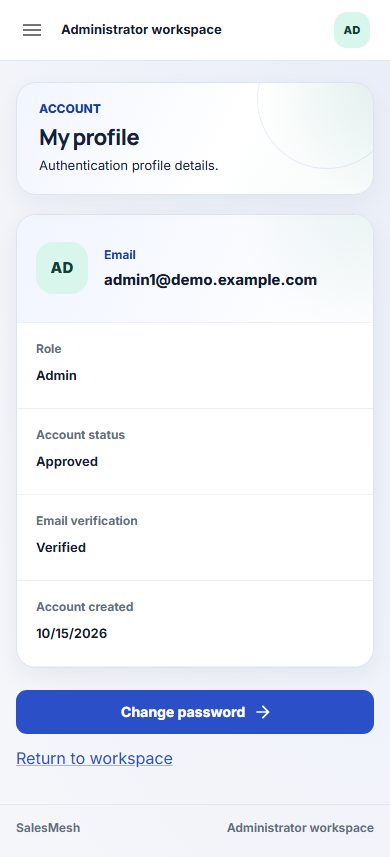 Administrator workspace
AD
ACCOUNT
My profile
Authentication profile details.
AD
Email
admin1@demo.example.com
Role
Admin
Account status
Approved
Email verification
Verified
Account created
10/15/2026
Change password
Return to workspace
SalesMesh
Administrator workspace